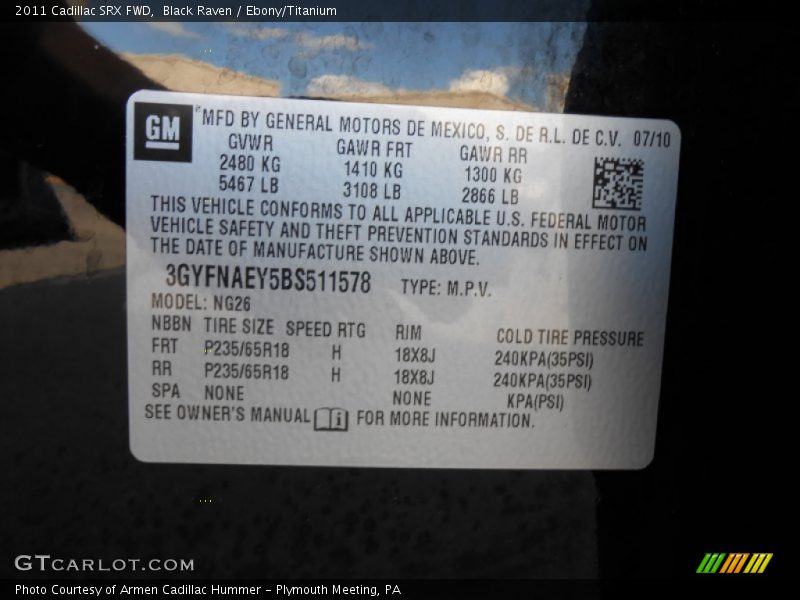 2011 Cadillac SRX FWD, Black Raven / Ebony/Titanium
GM
MFD BY GENERAL MOTORS DE MEXICO, S. DE R.L. DE C.V. 07/10
GVWR GAWR FRT GAWR RR
2480 KG 1410 KG 1300 KG
5467 LB 3108 LB 2866 LB
THIS VEHICLE CONFORMS TO ALL APPLICABLE U.S. FEDERAL MOTOR
VEHICLE SAFETY AND THEFT PREVENTION STANDARDS IN EFFECT ON
THE DATE OF MANUFACTURE SHOWN ABOVE.
3GYFNAEY5BS511578 TYPE: M.P.V.
MODEL: NG26
NBBN TIRE SIZE SPEED RTG RIM COLD TIRE PRESSURE
FRT P235/65R18 H 18X8J 240KPA(35PSI)
RR P235/65R18 H 18X8J 240KPA(35PSI)
SPA NONE NONE KPA(PSI)
SEE OWNER'S MANUAL i FOR MORE INFORMATION.
GTCARLOT.COM
Photo Courtesy of Armen Cadillac Hummer - Plymouth Meeting, PA